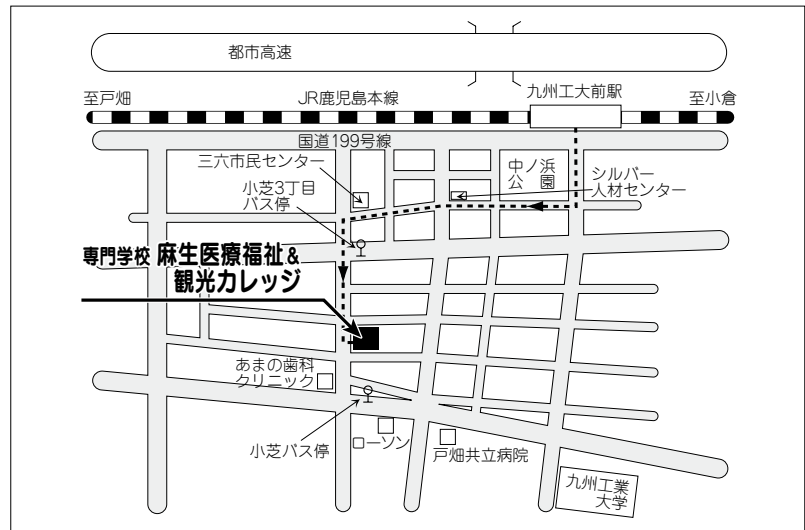 都市高速
至戸畑
JR鹿児島本線
九州工大前駅
至小倉
国道199号線
三六市民センター
中ノ浜
公園
シルバー
人材センター
小芝3丁目
バス停
専門学校 麻生医療福祉&
観光カレッジ
あまの歯科
クリニック
小芝バス停
ローソン
戸畑共立病院
九州工業
大学